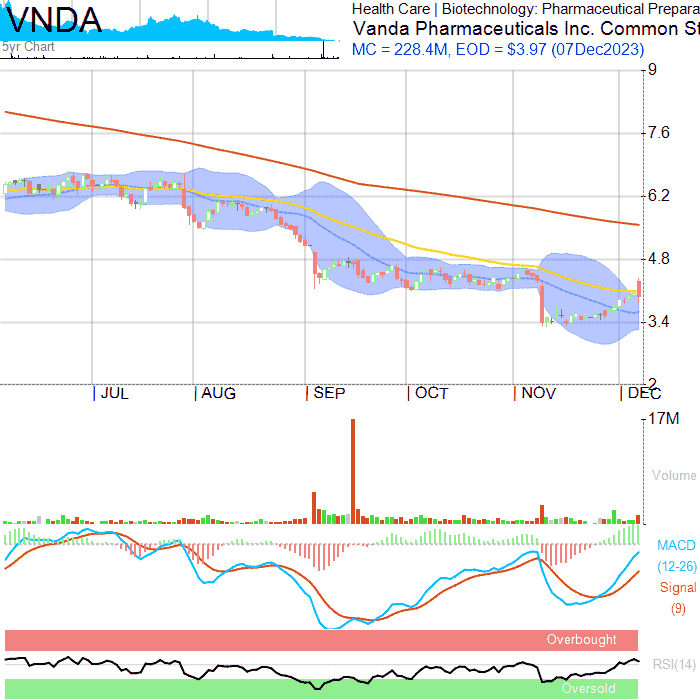 VNDA
5yr Chart
Health Care | Biotechnology: Pharmaceutical Prepara
Vanda Pharmaceuticals Inc. Common St
MC = 228.4M, EOD = $3.97 (07Dec2023)
9
7.6
6.2
4.8
3.4
2
JUL AUG SEP OCT NOV DEC
17M
Volume
MACD
(12-26)
Signal
(9)
Overbought
RSI(14)
Oversold